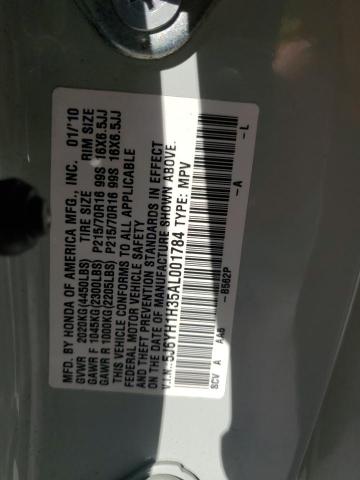 MFD. BY HONDA OF AMERICA MFG., INC. 01/'10
TIRE SIZE RIM SIZE
GVWR 2020KG(4450LBS)
GAWR F 1045KG(2300LBS) P215/70R16 99S 16X6.5JJ
GAWR R 1000KG(2205LBS) P215/70R16 99S 16X6.5JJ
THIS VEHICLE CONFORMS TO ALL APPLICABLE
FEDERAL MOTOR VEHICLE SAFETY
AND THEFT PREVENTION STANDARDS IN EFFECT
ON THE DATE OF MANUFACTURE SHOWN ABOVE.
V.I.N.:5J6YH1H35AL001784 TYPE: MPV
-8562P
SCV A AA5 -A -L